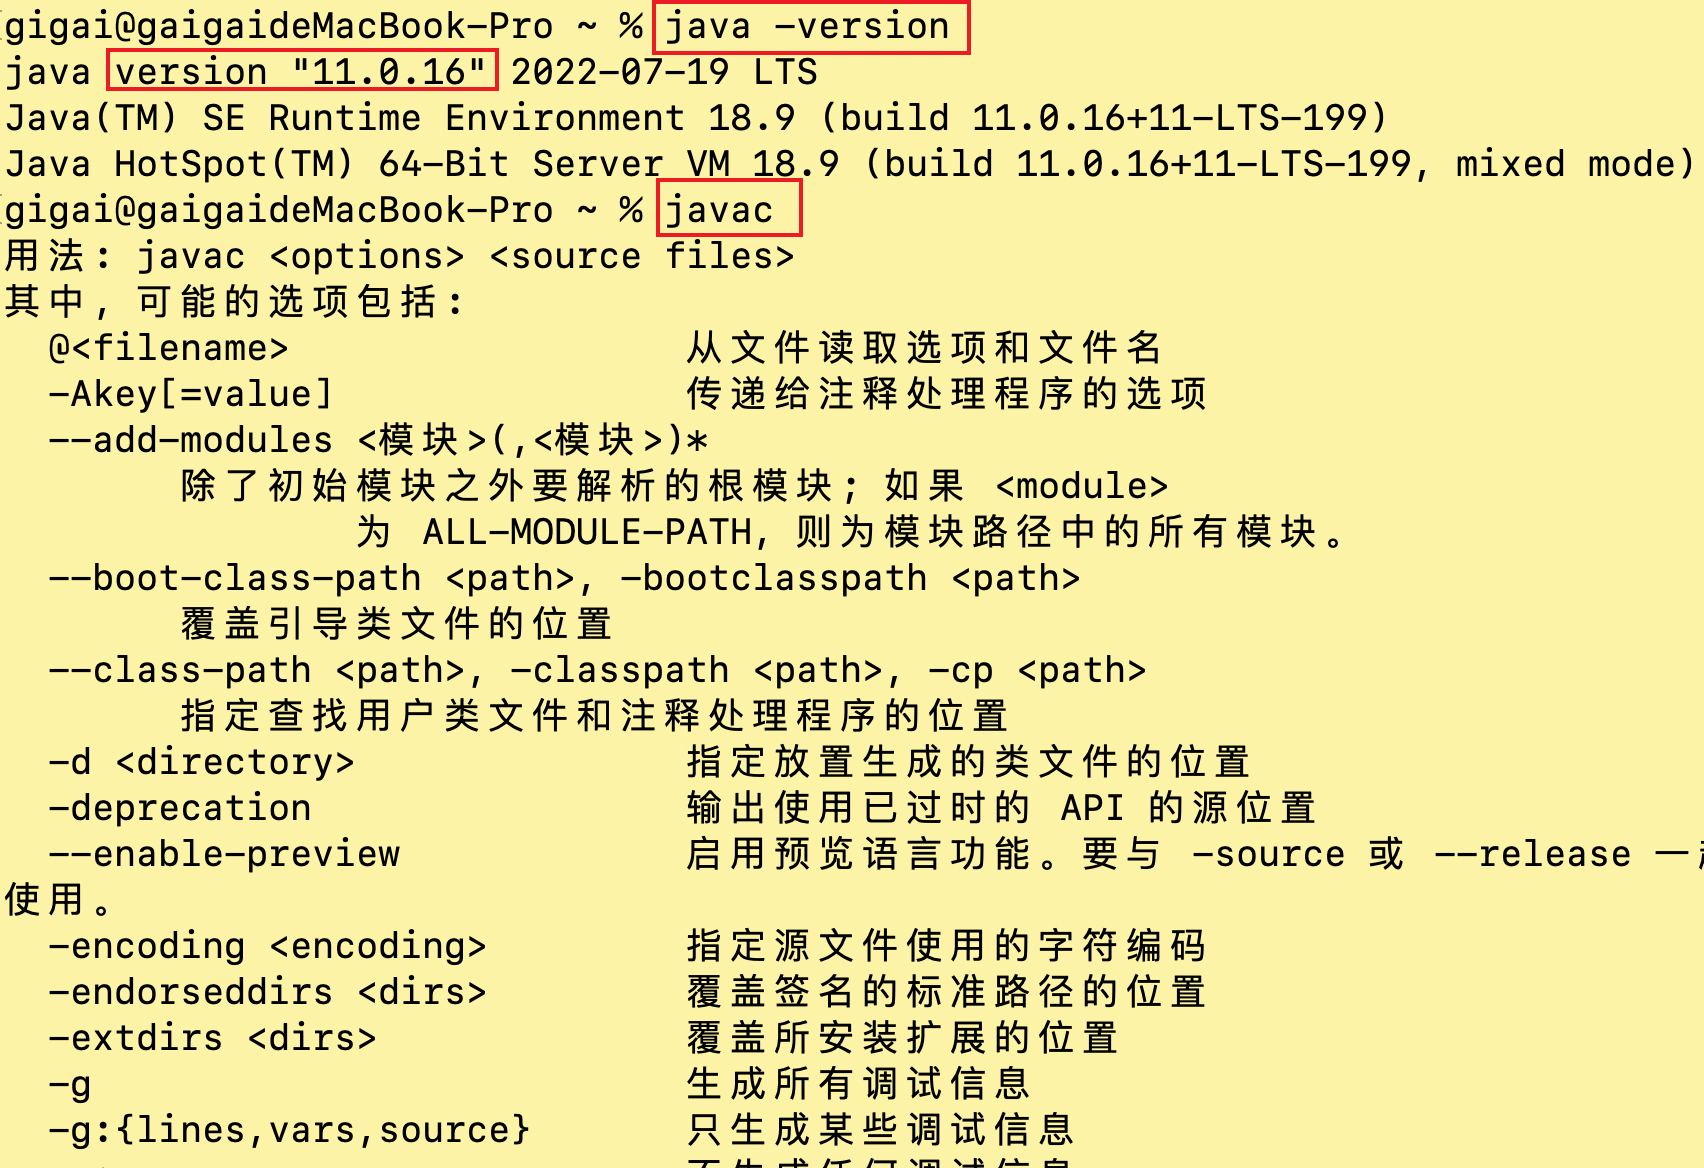 gigai@gaigaideMacBook-Pro ~ % java -version
java version "11.0.16" 2022-07-19 LTS
Java(TM) SE Runtime Environment 18.9 (build 11.0.16+11-LTS-199)
Java HotSpot(TM) 64-Bit Server VM 18.9 (build 11.0.16+11-LTS-199, mixed mode)
gigai@gaigaideMacBook-Pro ~ % javac
用法: javac <options> <source files>
其中, 可能的选项包括:
  @<filename>                  从文件读取选项和文件名
  -Akey[=value]                传递给注释处理程序的选项
  --add-modules <模块>(,<模块>)*
        除了初始模块之外要解析的根模块; 如果 <module>
                为 ALL-MODULE-PATH, 则为模块路径中的所有模块。
  --boot-class-path <path>, -bootclasspath <path>
        覆盖引导类文件的位置
  --class-path <path>, -classpath <path>, -cp <path>
        指定查找用户类文件和注释处理程序的位置
  -d <directory>               指定放置生成的类文件的位置
  -deprecation                 输出使用已过时的 API 的源位置
  --enable-preview             启用预览语言功能。要与 -source 或 --release 一起
使用。
  -encoding <encoding>         指定源文件使用的字符编码
  -endorseddirs <dirs>         覆盖签名的标准路径的位置
  -extdirs <dirs>              覆盖所安装扩展的位置
  -g                           生成所有调试信息
  -g:{lines,vars,source}       只生成某些调试信息
                               不生成任何调试信息